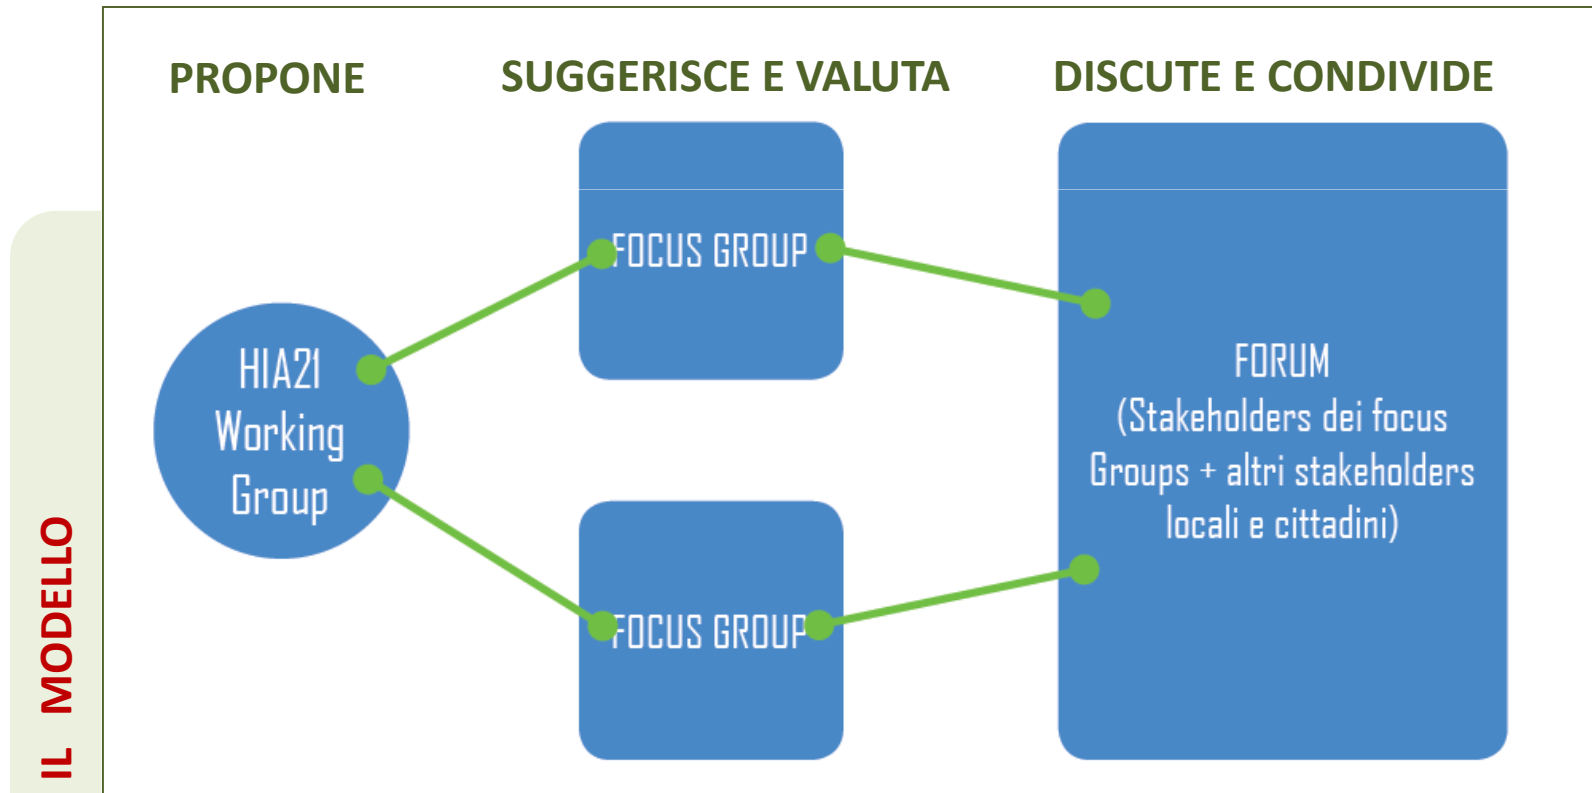 PROPONE
SUGGERISCE E VALUTA
DISCUTE E CONDIVIDE
FOCUS GROUP
HIA21
Working
Group
FORUM
(Stakeholders dei focus
Groups + altri stakeholders
locali e cittadini)
FOCUS GROUP
IL MODELLO